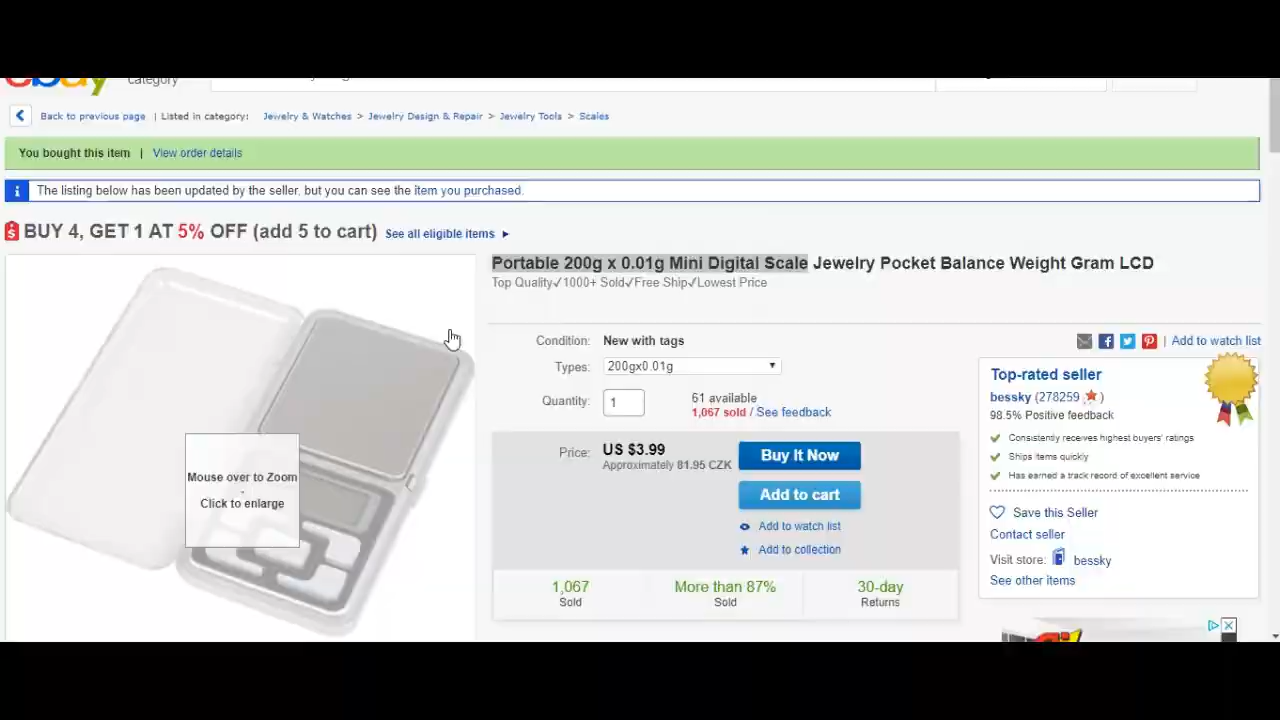 ebay
category
Back to previous page | Listed in category: Jewelry & Watches > Jewelry Design & Repair > Jewelry Tools > Scales
You bought this item | View order details
The listing below has been updated by the seller, but you can see the item you purchased.
BUY 4, GET 1 AT 5% OFF (add 5 to cart) See all eligible items
Portable 200g x 0.01g Mini Digital Scale Jewelry Pocket Balance Weight Gram LCD
Top Quality✓1000+ Sold✓Free Ship✓Lowest Price
Condition: New with tags
Add to watch list
Types: 200gx0.01g
Quantity: 1
61 available
1,067 sold / See feedback
Price: US $3.99
Approximately 81.95 CZK
Buy It Now
Add to cart
Add to watch list
Add to collection
1,067 More than 87% 30-day
Sold Sold Returns
Mouse over to Zoom
-
Click to enlarge
Top-rated seller
bessky (278259 )
98.5% Positive feedback
Consistently receives highest buyers' ratings
Ships items quickly
Has earned a track record of excellent service
Save this Seller
Contact seller
Visit store: bessky
See other items